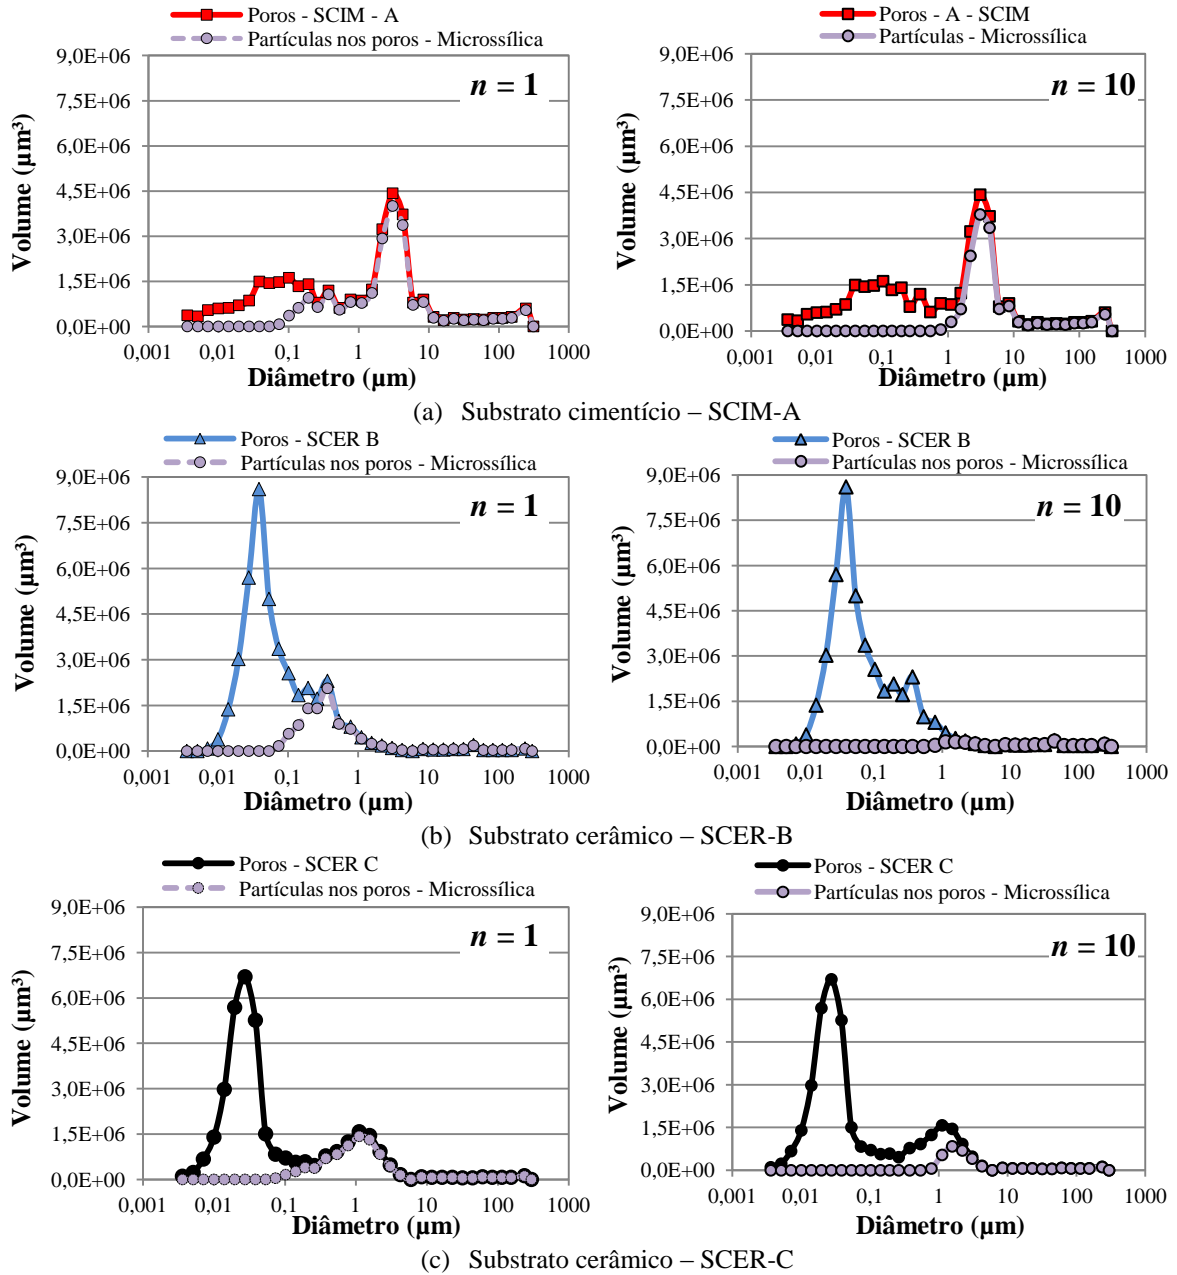 Poros - SCIM - A
Partículas nos poros - Microssílica
n = 1
Volume (µm³)
9,0E+06
7,5E+06
6,0E+06
4,5E+06
3,0E+06
1,5E+06
0,0E+00
0,001 0,01 0,1 1 10 100 1000
Diâmetro (µm)
Poros - A - SCIM
Partículas - Microssílica
n = 10
Volume (µm³)
9,0E+06
7,5E+06
6,0E+06
4,5E+06
3,0E+06
1,5E+06
0,0E+00
0,001 0,01 0,1 1 10 100 1000
Diâmetro (µm)
(a) Substrato cimentício – SCIM-A
Poros - SCER B
Partículas nos poros - Microssílica
n = 1
Volume (µm³)
9,0E+06
7,5E+06
6,0E+06
4,5E+06
3,0E+06
1,5E+06
0,0E+00
0,001 0,01 0,1 1 10 100 1000
Diâmetro (µm)
Poros - SCER B
Partículas nos poros - Microssílica
n = 10
Volume (µm³)
9,0E+06
7,5E+06
6,0E+06
4,5E+06
3,0E+06
1,5E+06
0,0E+00
0,001 0,01 0,1 1 10 100 1000
Diâmetro (µm)
(b) Substrato cerâmico – SCER-B
Poros - SCER C
Partículas nos poros - Microssílica
n = 1
Volume (µm³)
9,0E+06
7,5E+06
6,0E+06
4,5E+06
3,0E+06
1,5E+06
0,0E+00
0,001 0,01 0,1 1 10 100 1000
Diâmetro (µm)
Poros - SCER C
Partículas nos poros - Microssílica
n = 10
Volume (µm³)
9,0E+06
7,5E+06
6,0E+06
4,5E+06
3,0E+06
1,5E+06
0,0E+00
0,001 0,01 0,1 1 10 100 1000
Diâmetro (µm)
(c) Substrato cerâmico – SCER-C